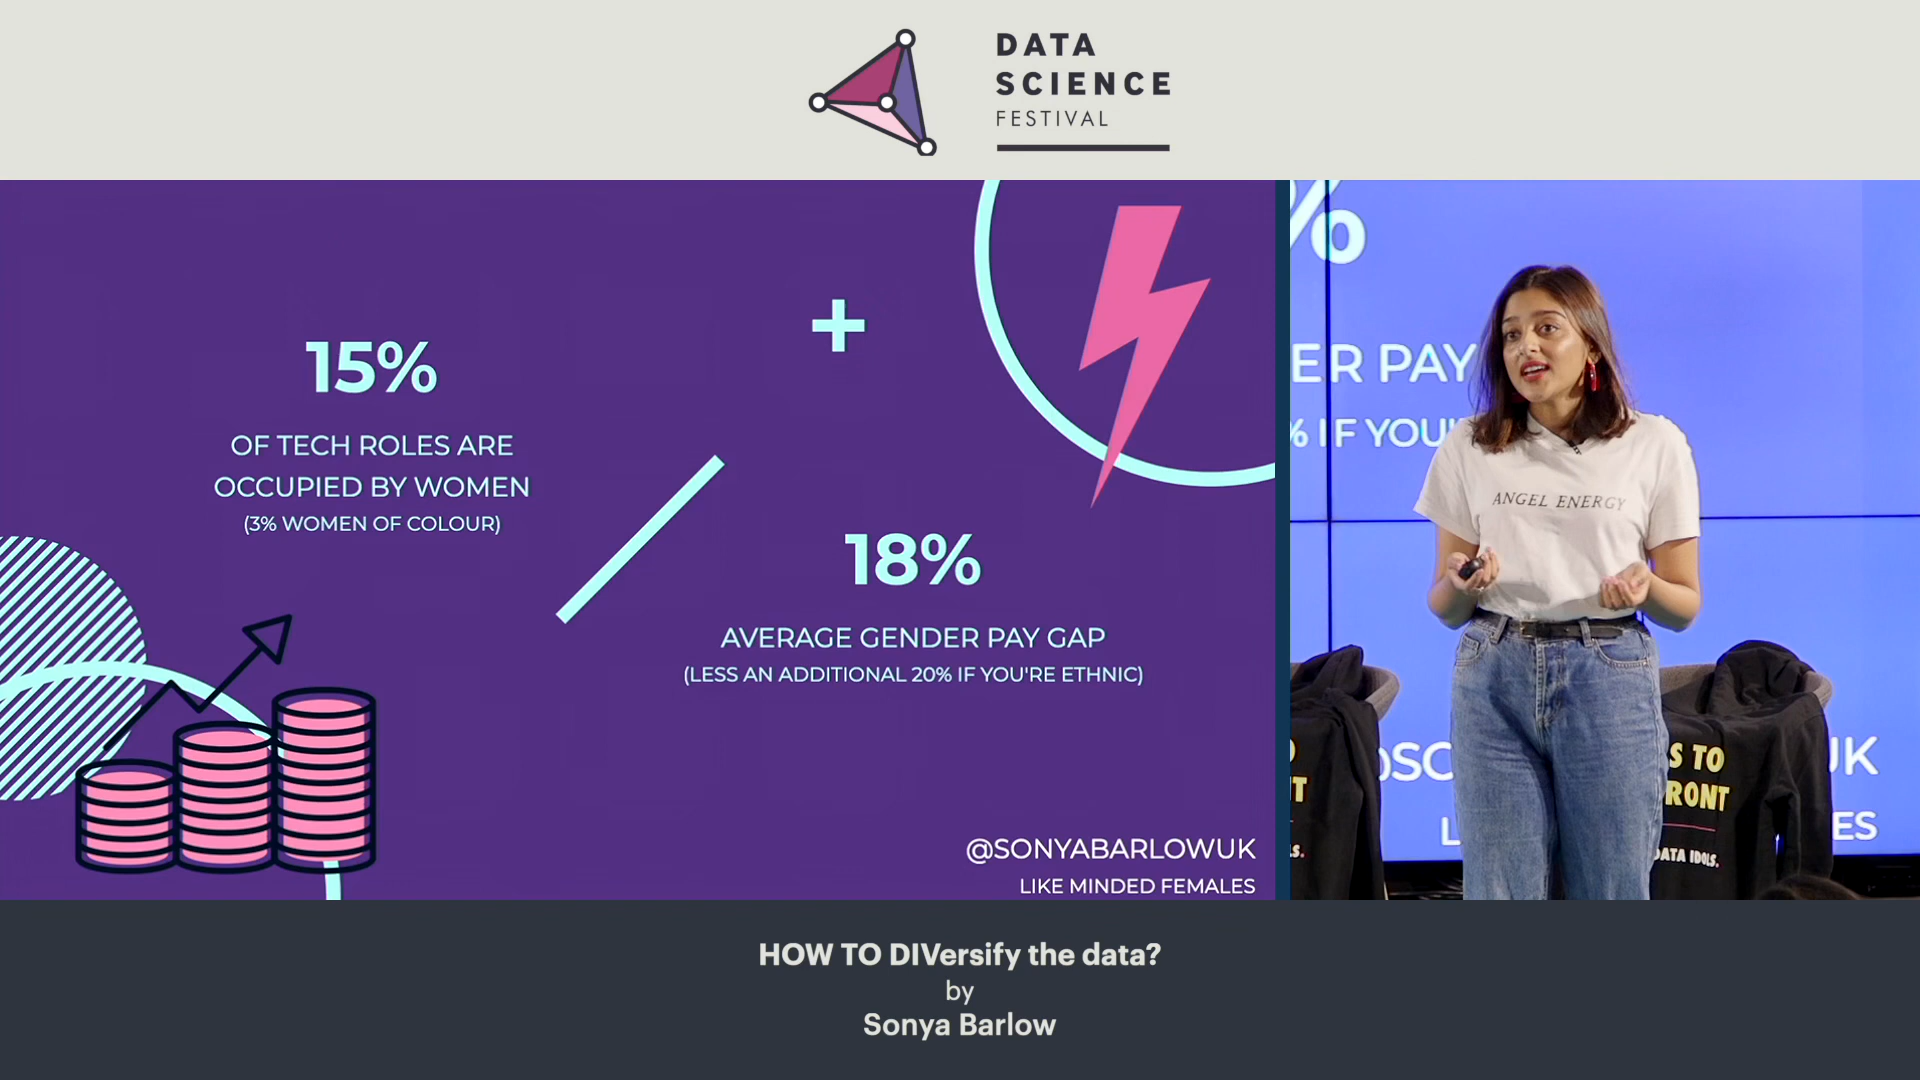 DATA
SCIENCE
FESTIVAL
15%
OF TECH ROLES ARE
OCCUPIED BY WOMEN
(3% WOMEN OF COLOUR)
18%
AVERAGE GENDER PAY GAP
(LESS AN ADDITIONAL 20% IF YOU'RE ETHNIC)
@SONYABARLOWUK
LIKE MINDED FEMALES
%
ER PAY
% IF YOU'
ANGEL ENERGY
S TO
RONT
DATA IDOLS.
UK
ES
HOW TO DIVersify the data?
by
Sonya Barlow